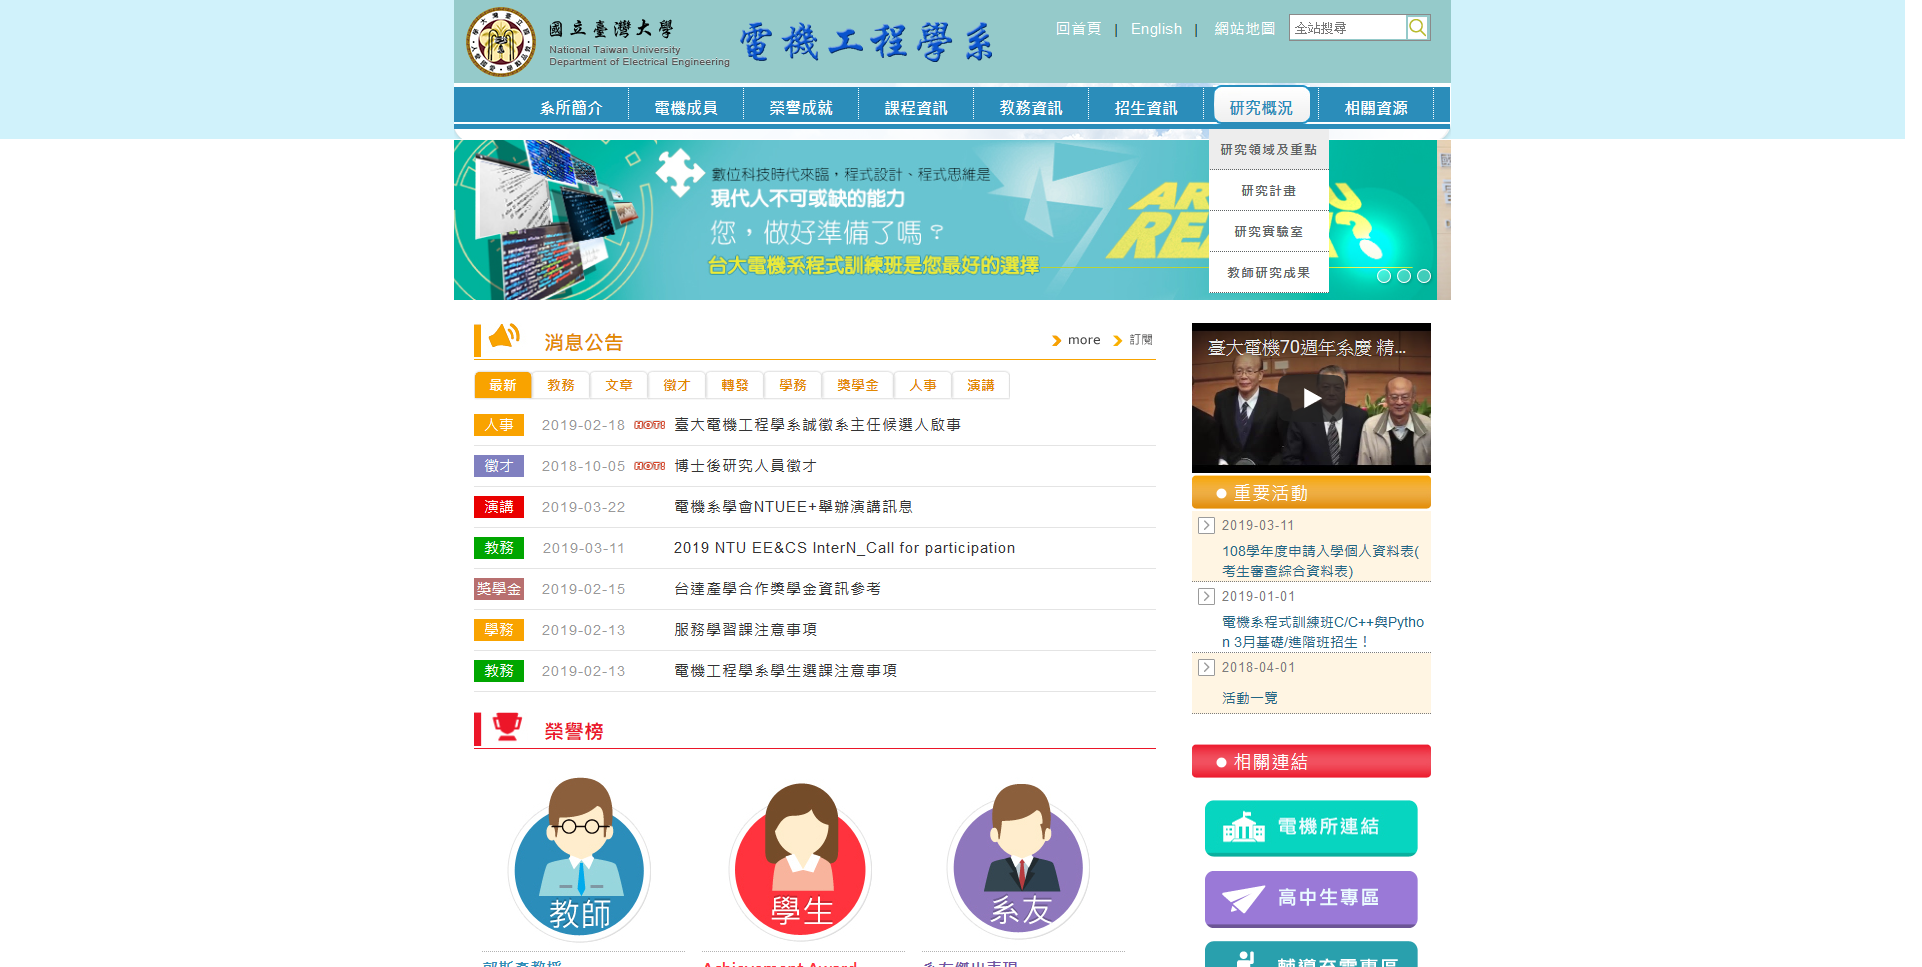 國立臺灣大學
National Taiwan University
Department of Electrical Engineering
電機工程學系
回首頁 | English | 網站地圖
全站搜尋
系所簡介
電機成員
榮譽成就
課程資訊
教務資訊
招生資訊
研究概況
相關資源
研究領域及重點
研究計畫
研究實驗室
教師研究成果
數位科技時代來臨，程式設計、程式思維是
現代人不可或缺的能力
您，做好準備了嗎？
台大電機系程式訓練班是您最好的選擇
消息公告
more
訂閱
最新
教務
文章
徵才
轉發
學務
獎學金
人事
演講
人事 2019-02-18 HOT! 臺大電機工程學系誠徵系主任候選人啟事
徵才 2018-10-05 HOT! 博士後研究人員徵才
演講 2019-03-22 電機系學會NTUEE+舉辦演講訊息
教務 2019-03-11 2019 NTU EE&CS InterN_Call for participation
獎學金 2019-02-15 台達產學合作獎學金資訊參考
學務 2019-02-13 服務學習課注意事項
教務 2019-02-13 電機工程學系學生選課注意事項
榮譽榜
教師
學生
系友
Achievement Award
系友傑出表現
臺大電機70週年系慶 精...
重要活動
2019-03-11
108學年度申請入學個人資料表(
考生審查綜合資料表)
2019-01-01
電機系程式訓練班C/C++與Pytho
n 3月基礎/進階班招生！
2018-04-01
活動一覽
相關連結
電機所連結
高中生專區
輔導充電專區